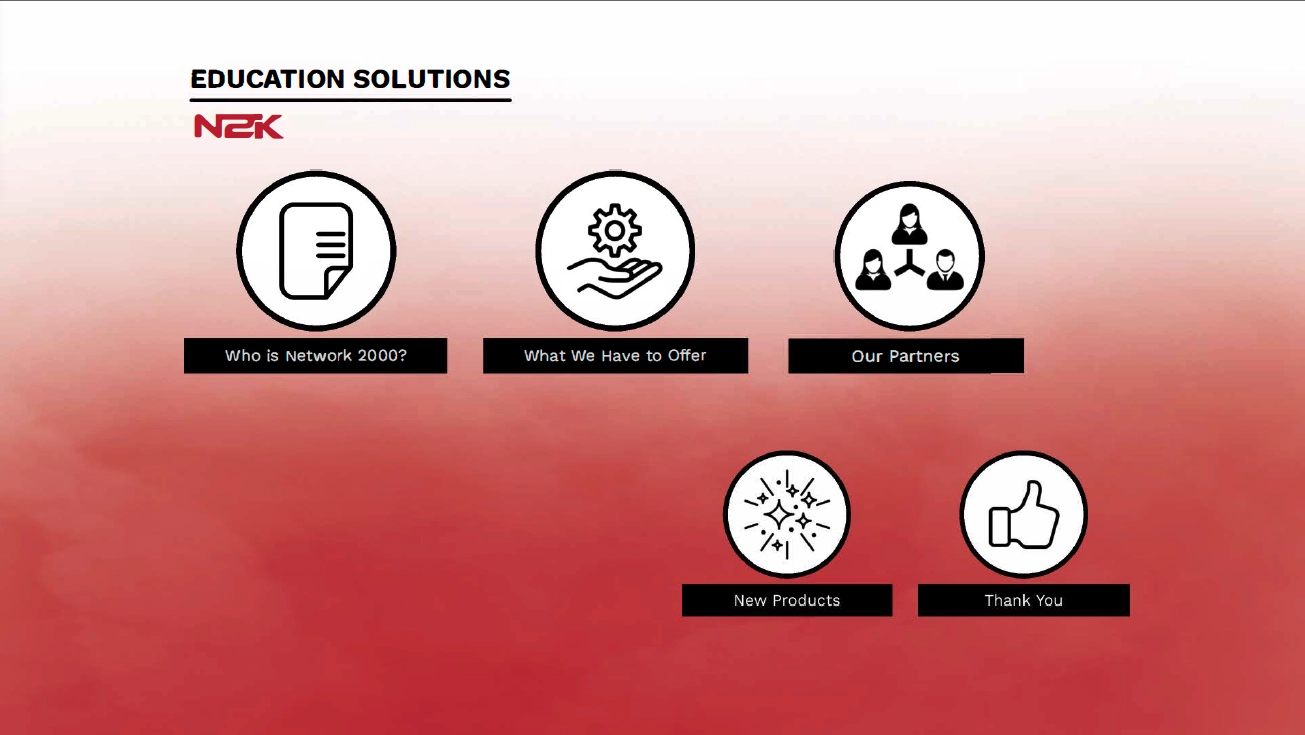 EDUCATION SOLUTIONS
N2K
Who is Network 2000?
What We Have to Offer
Our Partners
New Products
Thank You